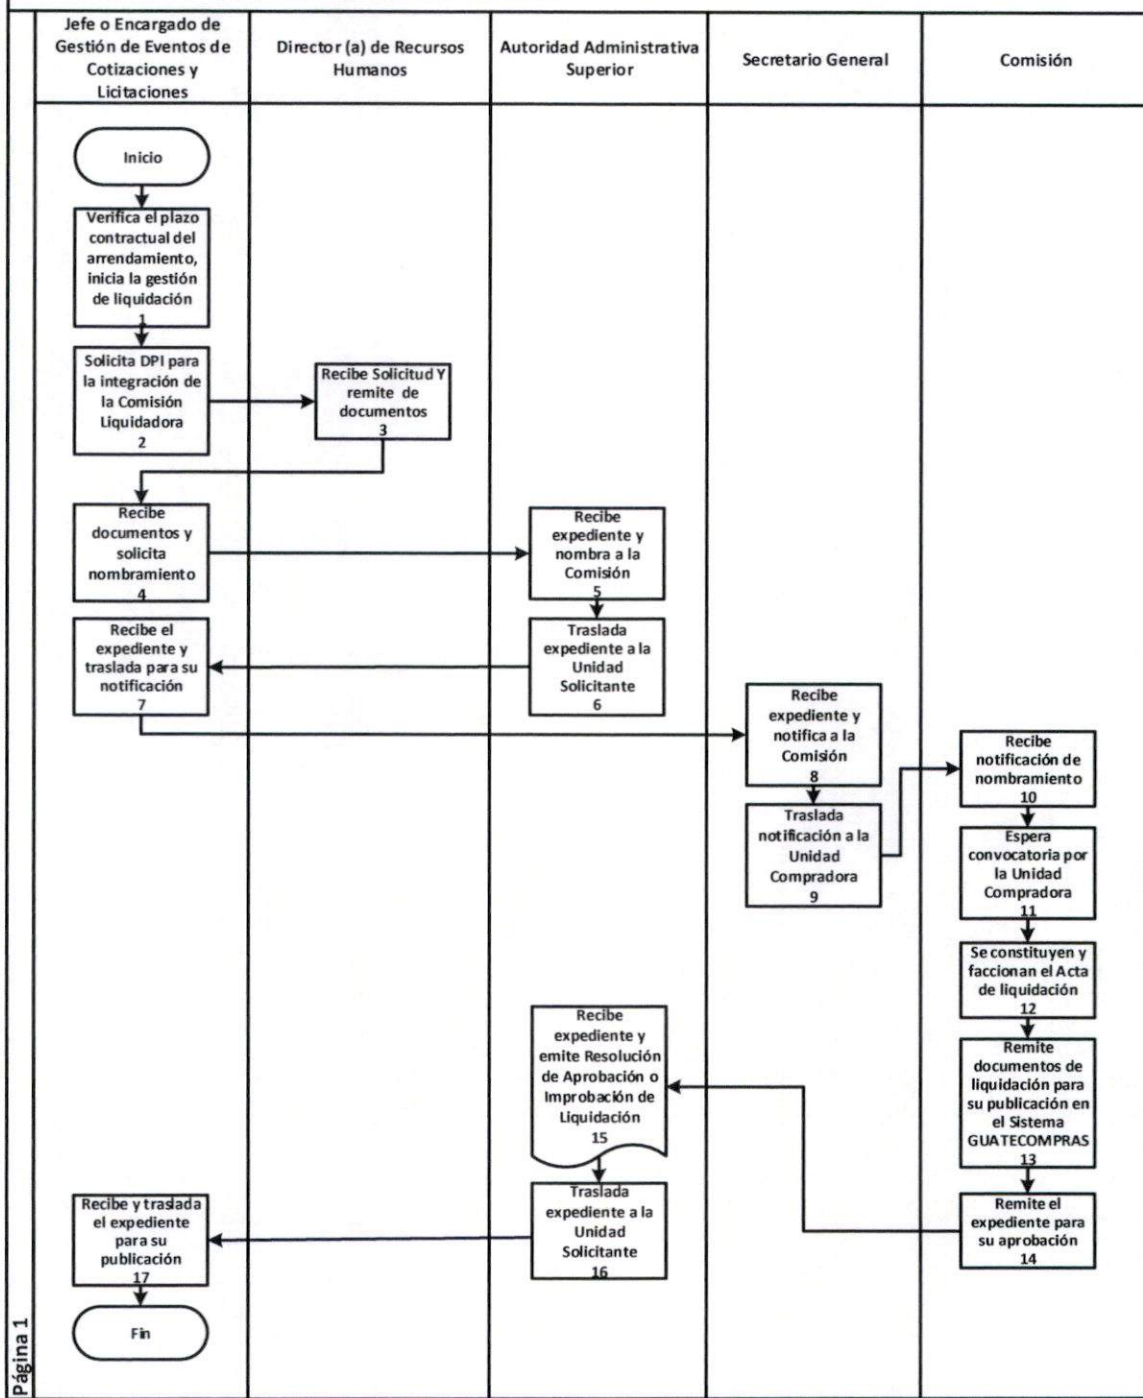 Jefe o Encargado de
Gestión de Eventos de
Cotizaciones y
Licitaciones
Director (a) de Recursos
Humanos
Autoridad Administrativa
Superior
Secretario General
Comisión
Inicio
Verifica el plazo
contractual del
arrendamiento,
inicia la gestión
de liquidación
1
Solicita DPI para
la integración de
la Comisión
Liquidadora
2
Recibe Solicitud Y
remite de
documentos
3
Recibe
documentos y
solicita
nombramiento
4
Recibe
expediente y
nombra a la
Comisión
5
Traslada
expediente a la
Unidad
Solicitante
6
Recibe el
expediente y
traslada para su
notificación
7
Recibe
expediente y
notifica a la
Comisión
8
Traslada
notificación a la
Unidad
Compradora
9
Recibe
notificación de
nombramiento
10
Espera
convocatoria por
la Unidad
Compradora
11
Se constituyen y
faccionan el Acta
de liquidación
12
Remite
documentos de
liquidación para
su publicación en
el Sistema
GUATECOMPRAS
13
Remite el
expediente para
su aprobación
14
Recibe
expediente y
emite Resolución
de Aprobación o
Improbación de
Liquidación
15
Traslada
expediente a la
Unidad
Solicitante
16
Recibe y traslada
el expediente
para su
publicación
17
Fin
Página 1